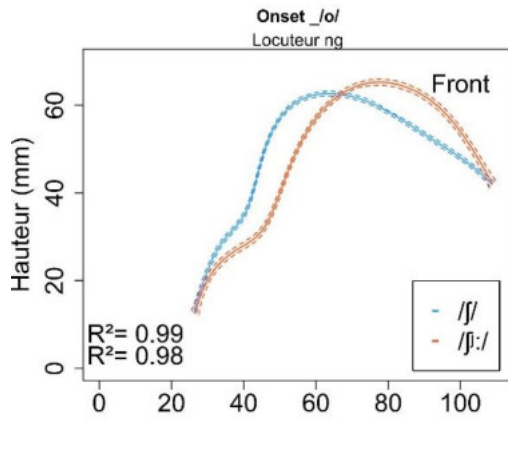 Onset _/o/
Locuteur ng
Front
Hauteur (mm)
60
40
20
0
R²= 0.99
R²= 0.98
/ʃ/
/ʃʲ:/
0 20 40 60 80 100